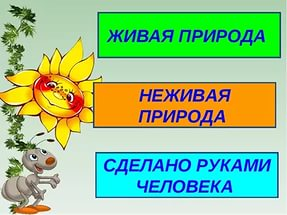 ЖИВАЯ ПРИРОДА
НЕЖИВАЯ
ПРИРОДА
СДЕЛАНО РУКАМИ
ЧЕЛОВЕКА